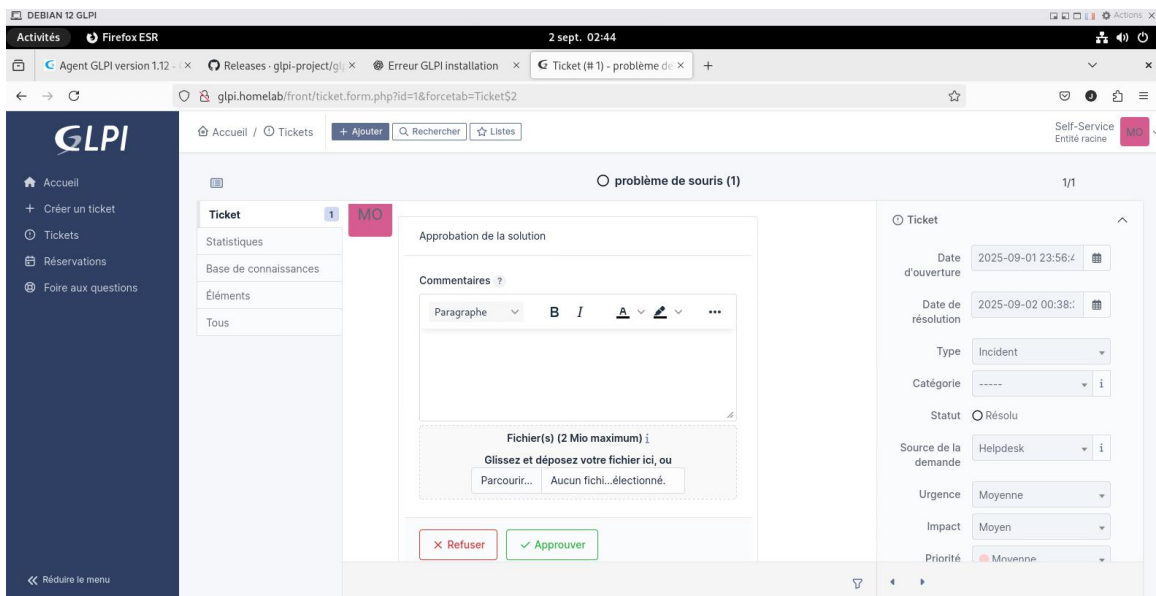 DEBIAN 12 GLPI
Actions
Activités Firefox ESR 2 sept. 02:44
Agent GLPI version 1.12 - Releases · glpi-project/gl Erreur GLPI installation Ticket (# 1) - problème de
glpi.homelab/front/ticket.form.php?id=1&forcetab=Ticket$2
GLPI
Accueil / Tickets + Ajouter Rechercher Listes
Self-Service
Entité racine
MO
Accueil
+ Créer un ticket
Tickets
Réservations
Foire aux questions
Réduire le menu
problème de souris (1)
1/1
Ticket 1
Statistiques
Base de connaissances
Éléments
Tous
MO
Approbation de la solution
Commentaires ?
Paragraphe B I A ...
Fichier(s) (2 Mio maximum) i
Glissez et déposez votre fichier ici, ou
Parcourir... Aucun fichi...électionné.
Refuser Approuver
Ticket
Date d'ouverture 2025-09-01 23:56:4
Date de résolution 2025-09-02 00:38:
Type Incident
Catégorie ----- i
Statut Résolu
Source de la demande Helpdesk i
Urgence Moyenne
Impact Moyen
Priorité Moyenne